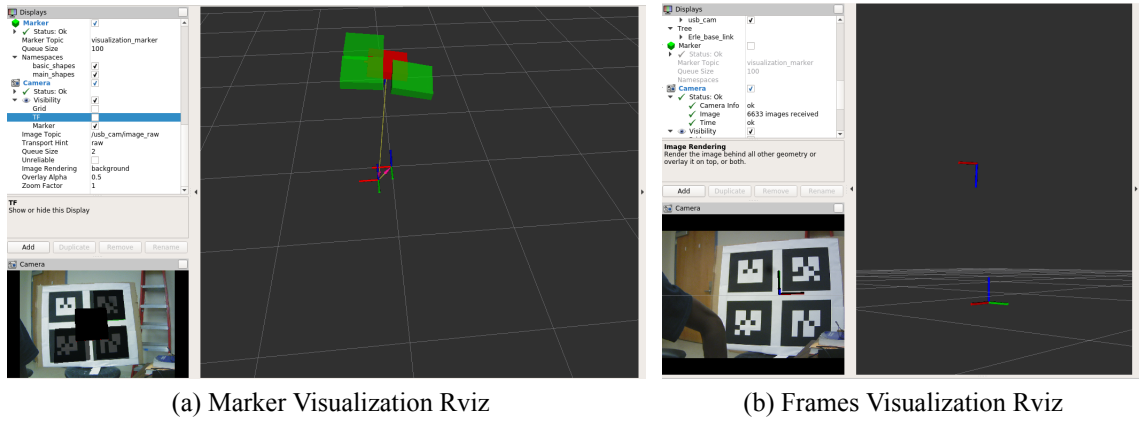 Displays
Marker
Status: Ok
Marker Topic visualization_marker
Queue Size 100
Namespaces
basic_shapes
main_shapes
Camera
Status: Ok
Visibility
Grid
TF
Marker
Image Topic /usb_cam/image_raw
Transport Hint raw
Queue Size 2
Unreliable
Image Rendering background
Overlay Alpha 0.5
Zoom Factor 1
TF
Show or hide this Display
Add Duplicate Remove Rename
Camera
(a) Marker Visualization Rviz
Displays
usb_cam
Tree
Erle_base_link
Marker
Status: Ok
Marker Topic visualization_marker
Queue Size 100
Namespaces
Camera
Status: Ok
Camera Info ok
Image 6633 images received
Time ok
Visibility
Image Rendering
Render the image behind all other geometry or
overlay it on top, or both.
Add Duplicate Remove Rename
Camera
(b) Frames Visualization Rviz